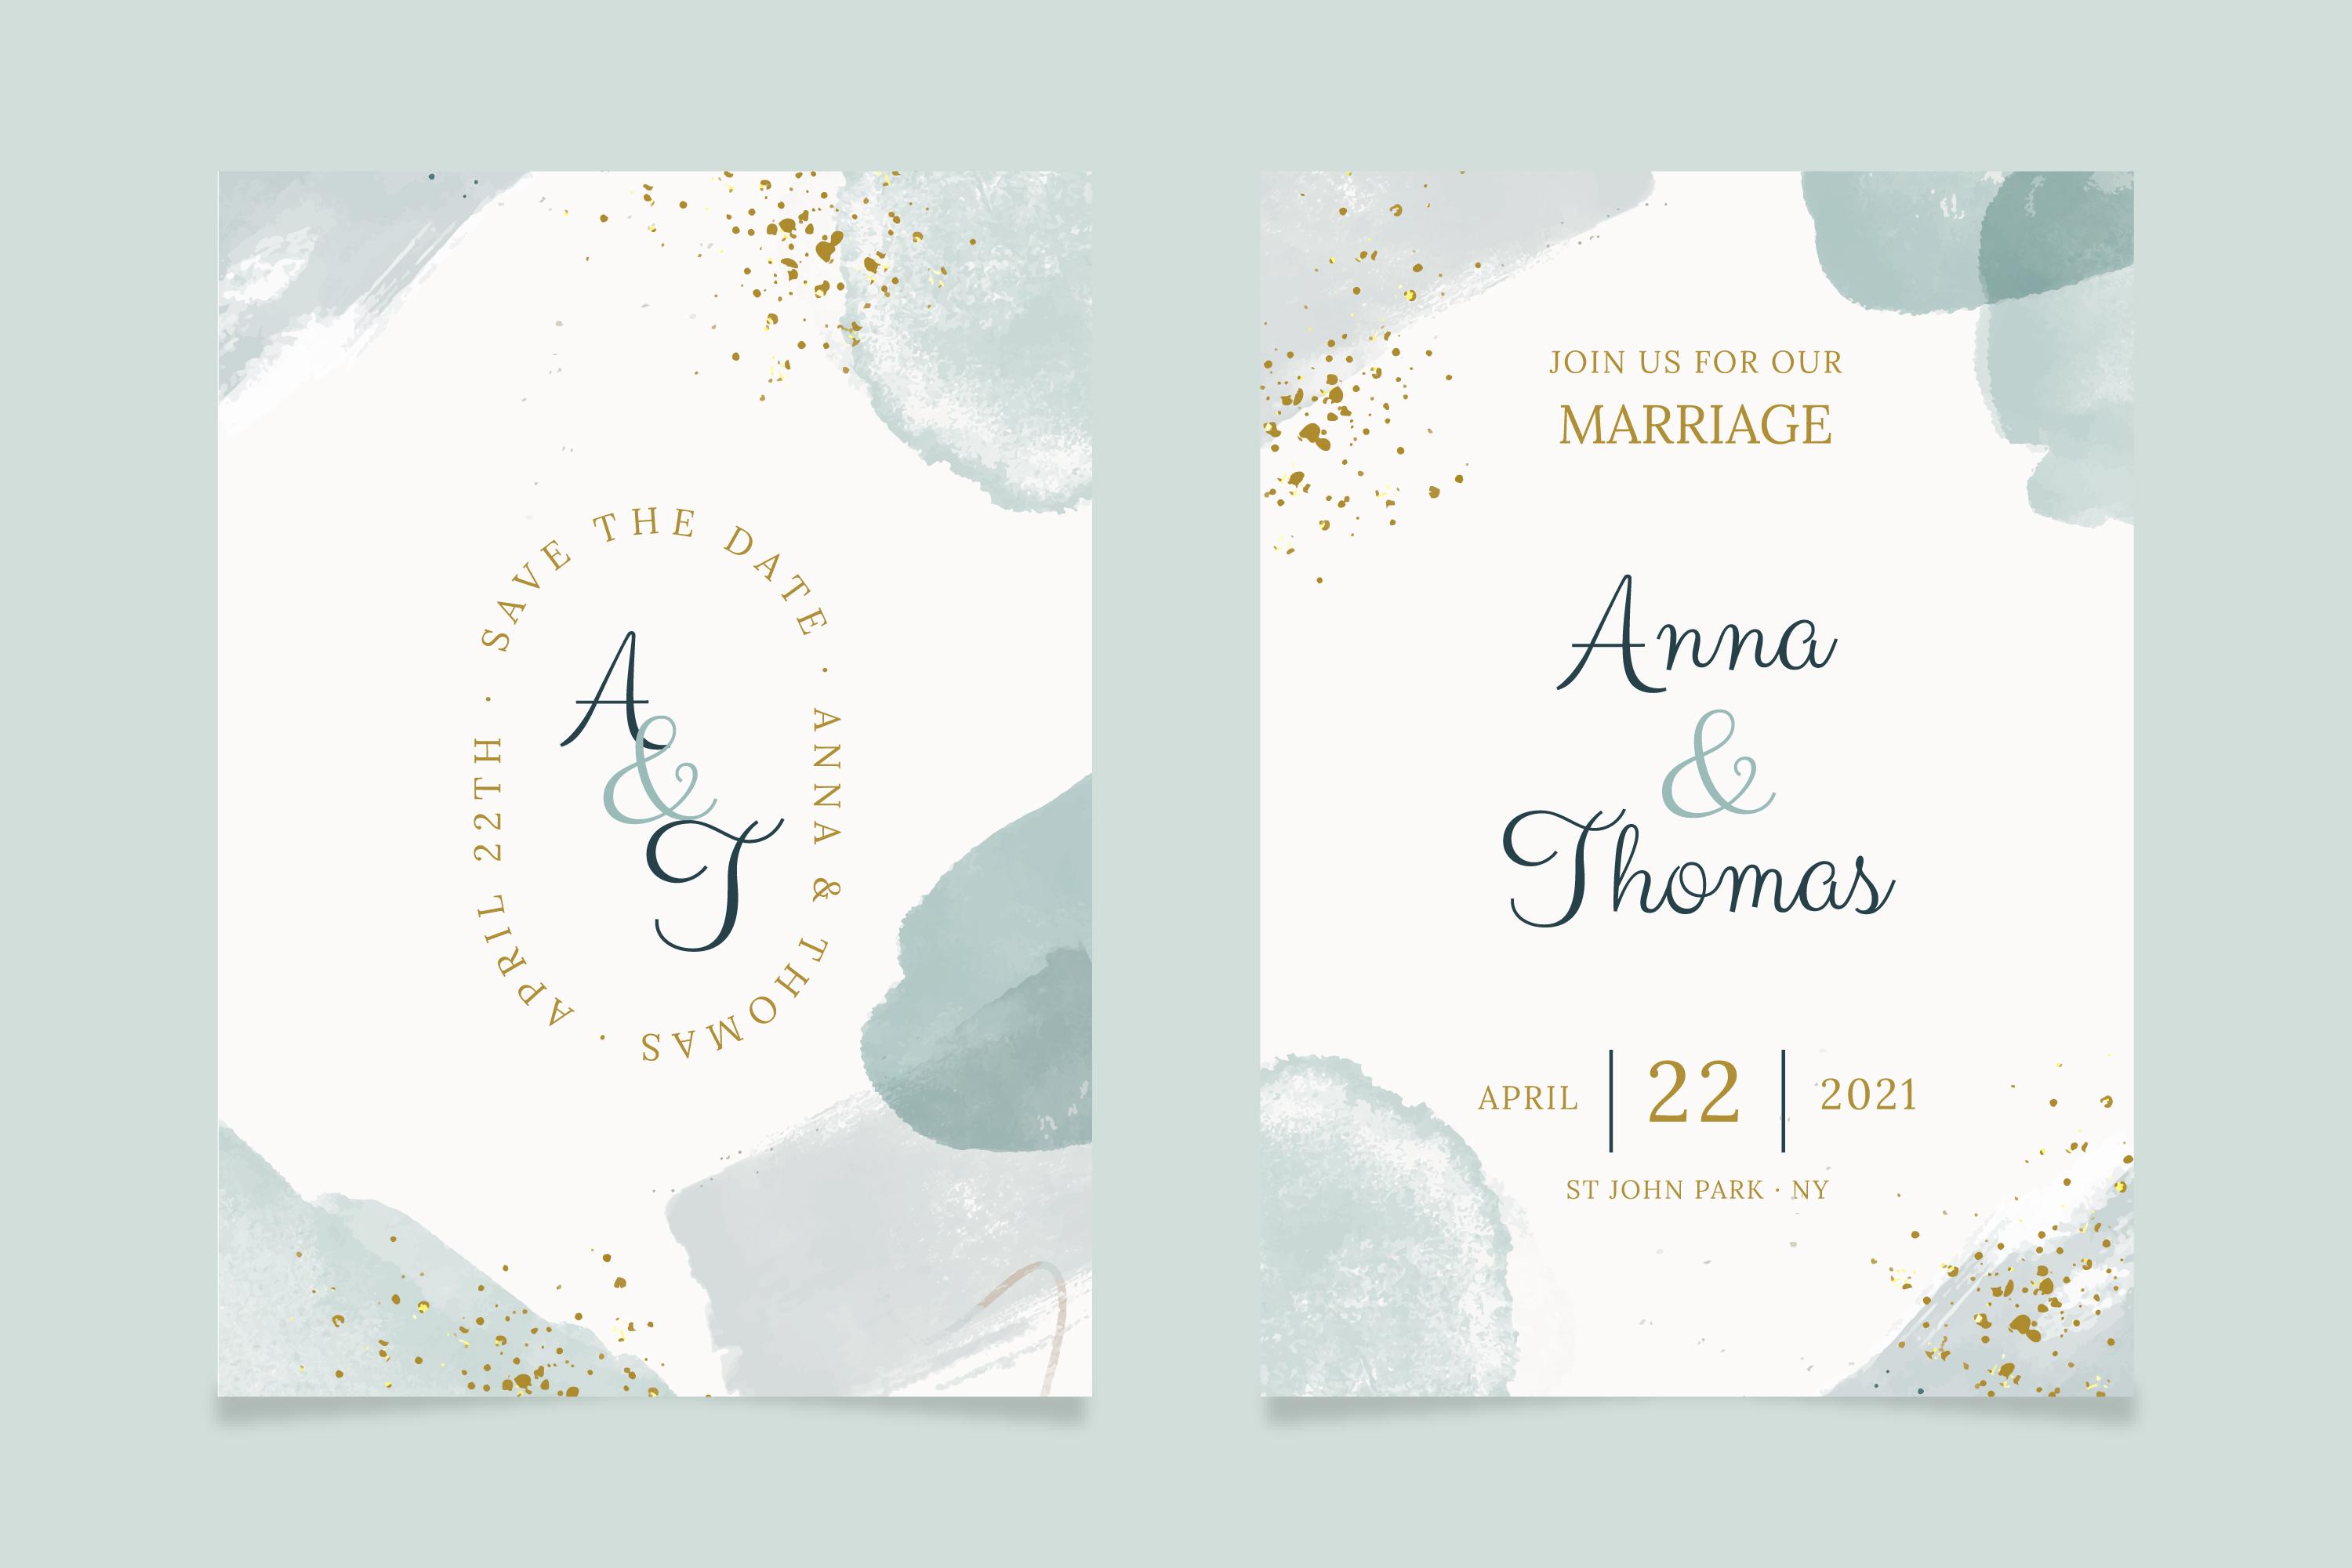 SAVE THE DATE · ANNA & THOMAS · APRIL 22TH ·
A
&
T
JOIN US FOR OUR
MARRIAGE
Anna
&
Thomas
APRIL | 22 | 2021
ST JOHN PARK · NY